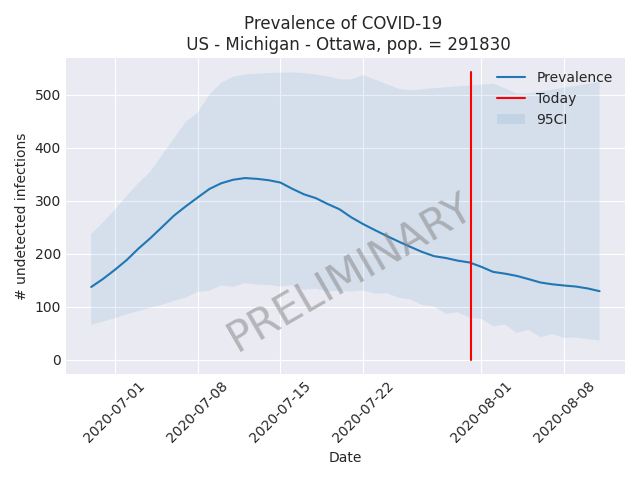 Prevalence of COVID-19
US - Michigan - Ottawa, pop. = 291830
Prevalence
Today
95CI
# undetected infections
500
400
300
200
100
0
PRELIMINARY
2020-07-01
2020-07-08
2020-07-15
2020-07-22
2020-08-01
2020-08-08
Date